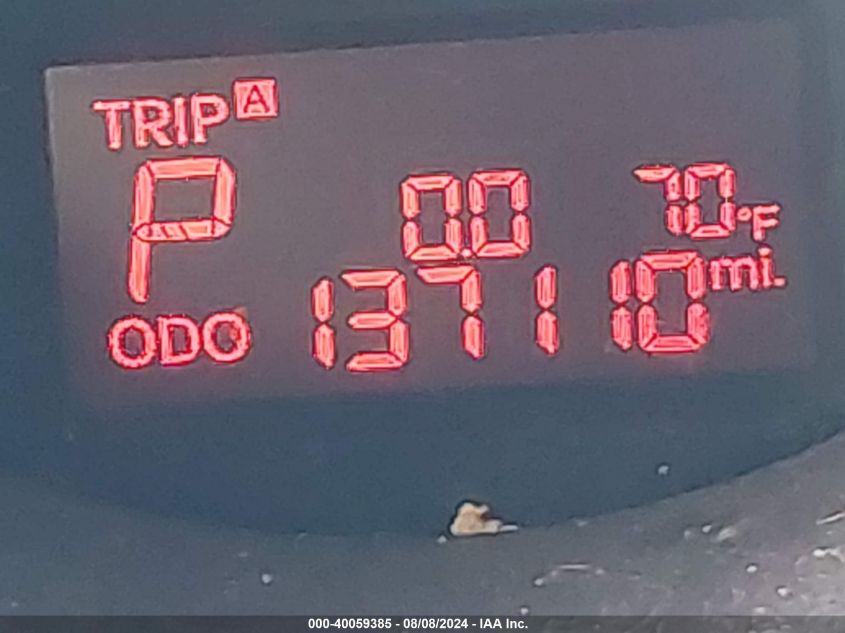 TRIP A
P 0.0 70°F
ODO 137110 mi.
000-40059385 - 08/08/2024 - IAA Inc.